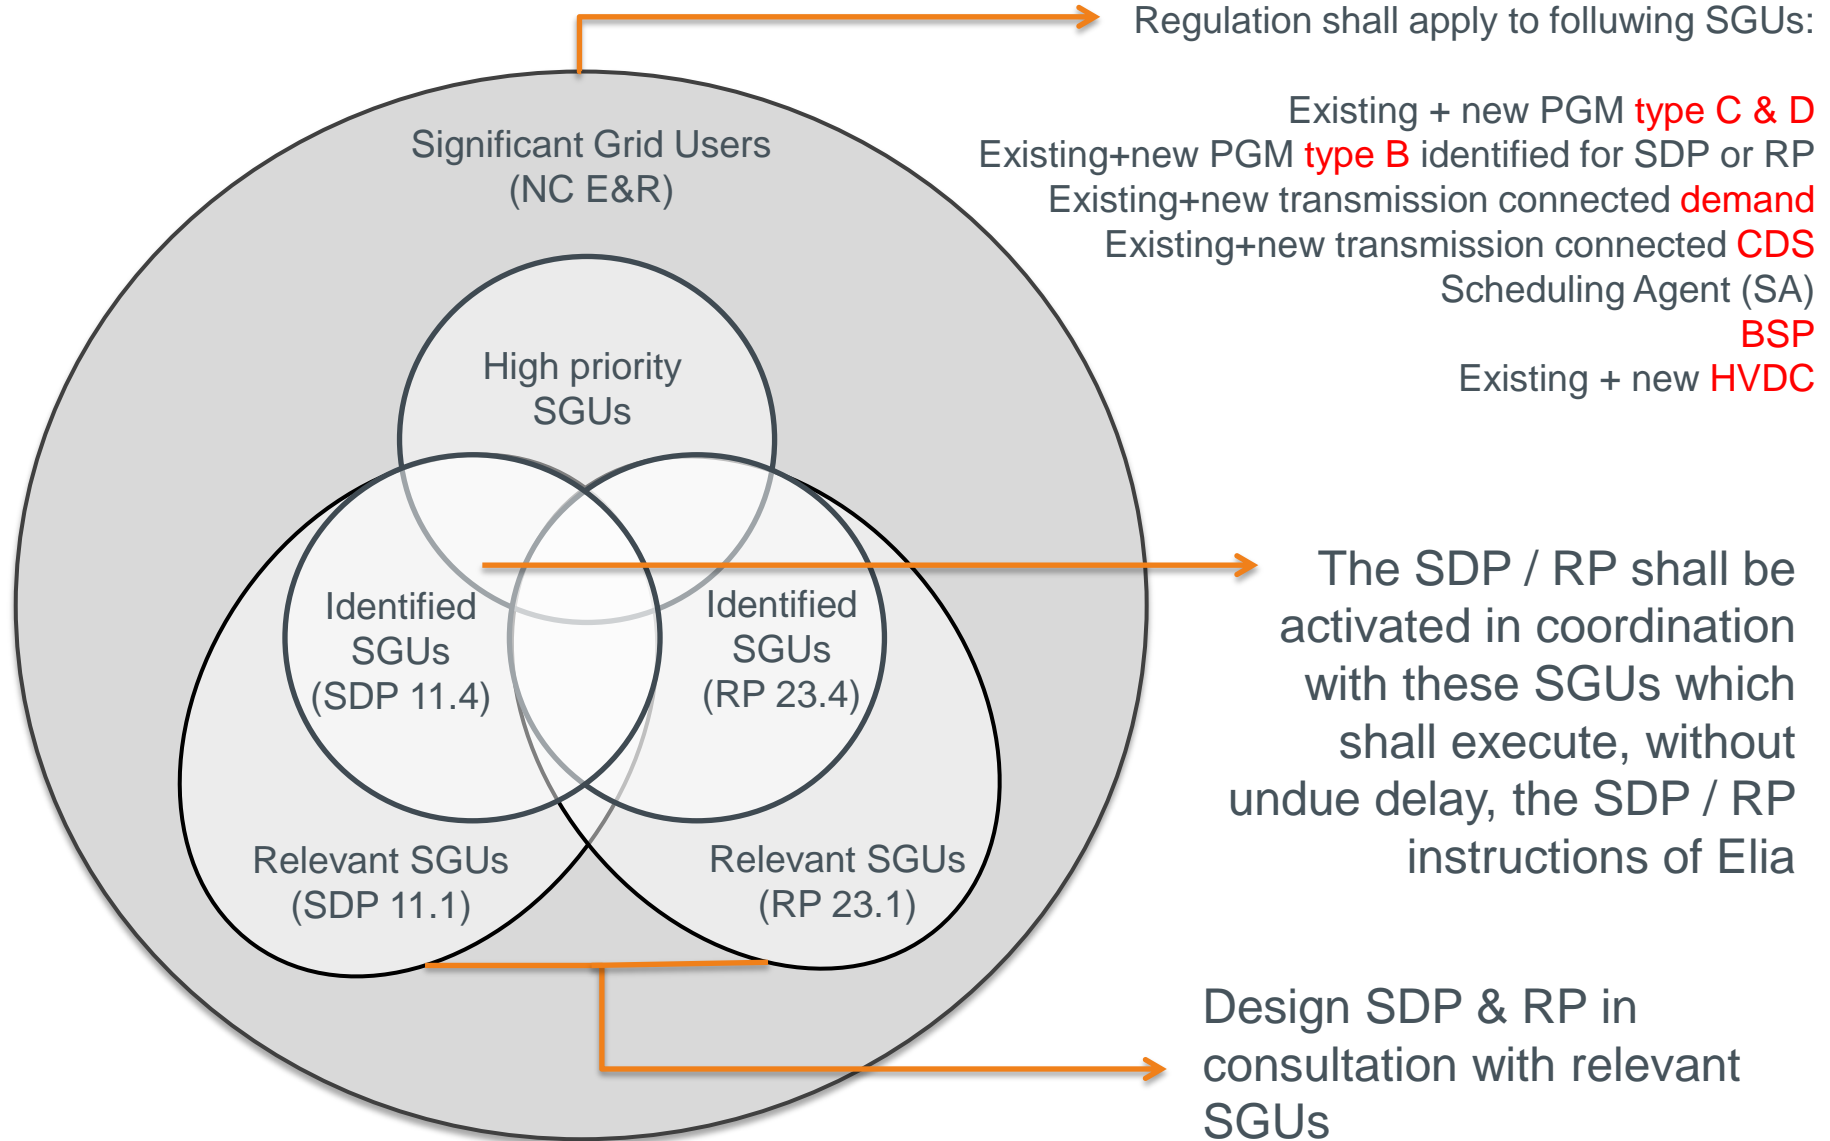 Regulation shall apply to folluwing SGUs:
Existing + new PGM type C & D
Existing+new PGM type B identified for SDP or RP
Existing+new transmission connected demand
Existing+new transmission connected CDS
Scheduling Agent (SA)
BSP
Existing + new HVDC
Significant Grid Users
(NC E&R)
High priority
SGUs
Identified
SGUs
(SDP 11.4)
Identified
SGUs
(RP 23.4)
Relevant SGUs
(SDP 11.1)
Relevant SGUs
(RP 23.1)
The SDP / RP shall be
activated in coordination
with these SGUs which
shall execute, without
undue delay, the SDP / RP
instructions of Elia
Design SDP & RP in
consultation with relevant
SGUs